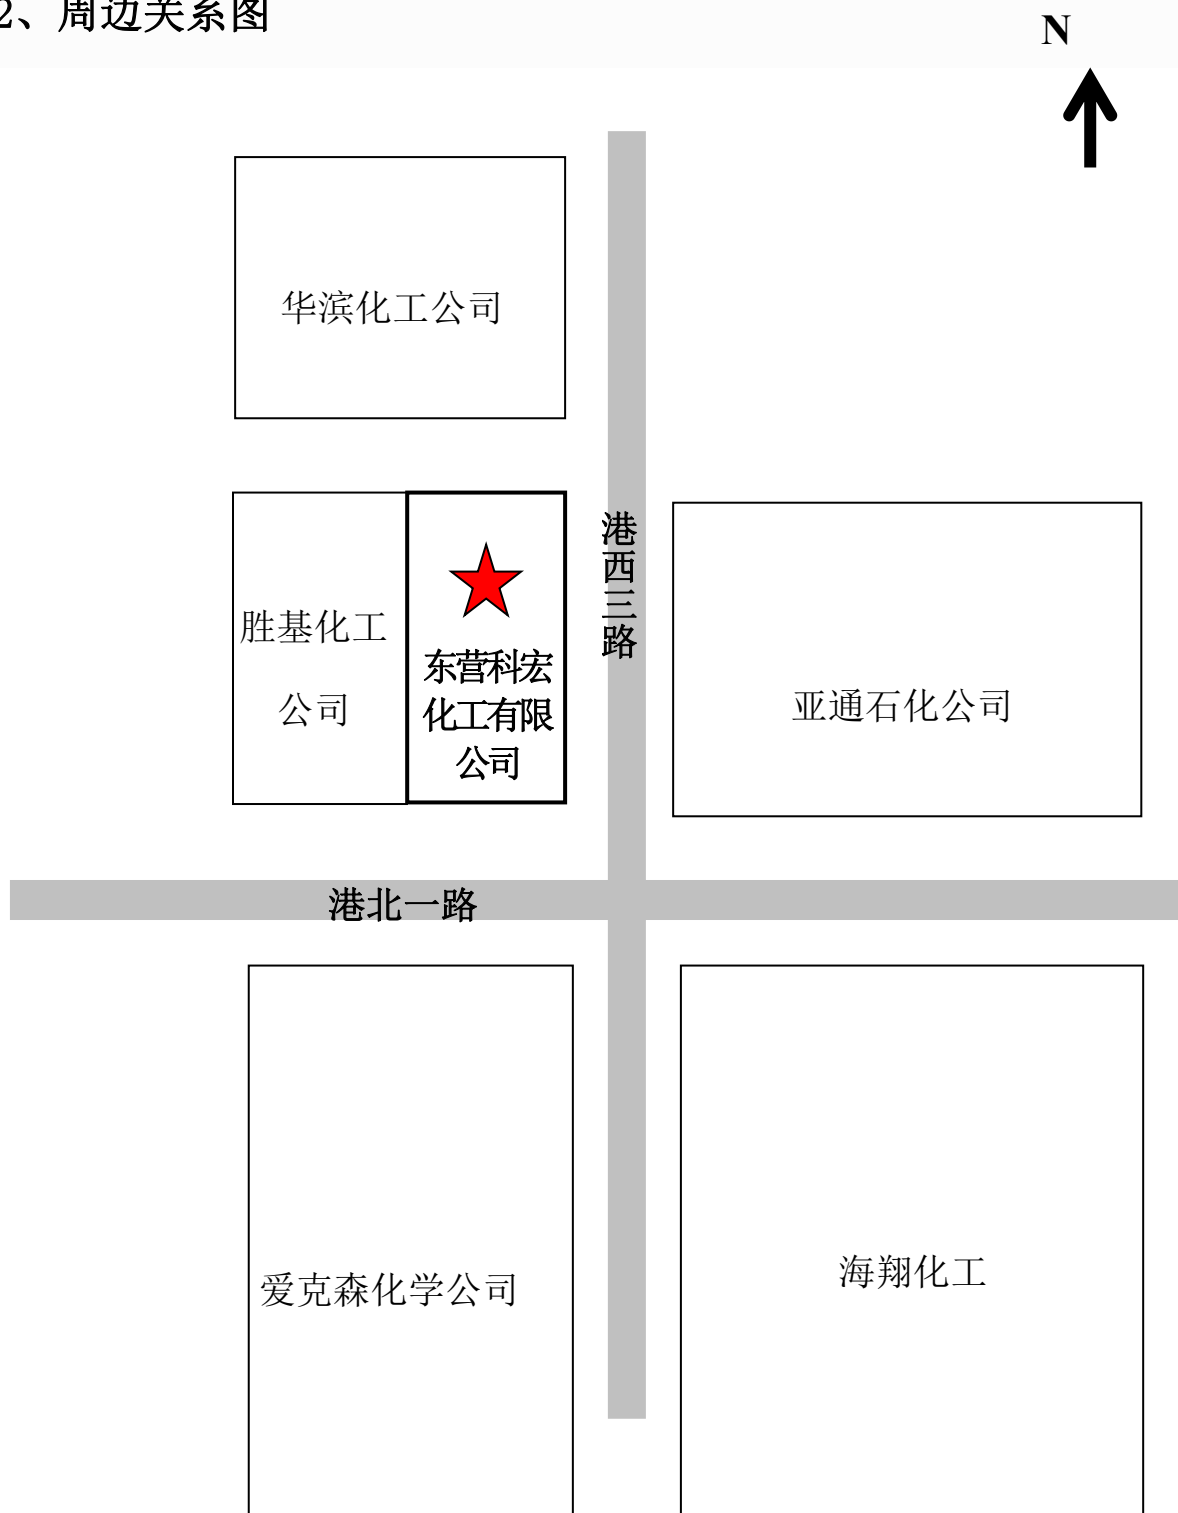 2、周边关系图
N
华滨化工公司
港西三路
胜基化工
公司
东营科宏
化工有限
公司
亚通石化公司
港北一路
爱克森化学公司
海翔化工